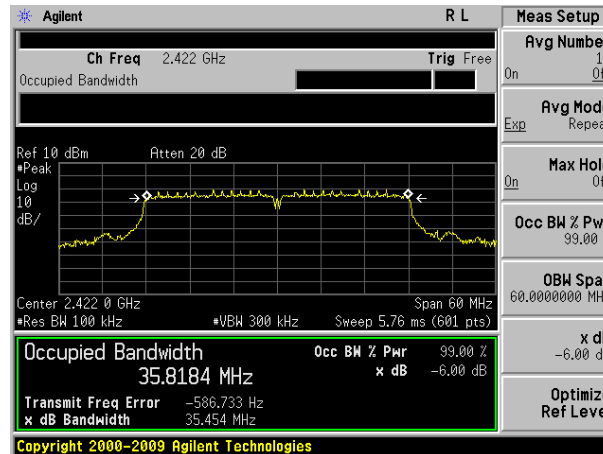 Agilent R L
Ch Freq 2.422 GHz Trig Free
Occupied Bandwidth
Ref 10 dBm Atten 20 dB
#Peak
Log
10
dB/
Center 2.422 0 GHz Span 60 MHz
#Res BW 100 kHz #VBW 300 kHz Sweep 5.76 ms (601 pts)
Occupied Bandwidth Occ BW % Pwr 99.00 %
35.8184 MHz x dB -6.00 dB
Transmit Freq Error -586.733 Hz
x dB Bandwidth 35.454 MHz
Copyright 2000-2009 Agilent Technologies
Meas Setup
Avg Numbe
1
On O
Avg Mod
Exp Repea
Max Hol
On O
Occ BW % Pw
99.00
OBW Spa
60.0000000 MH
x d
-6.00 d
Optimiz
Ref Leve